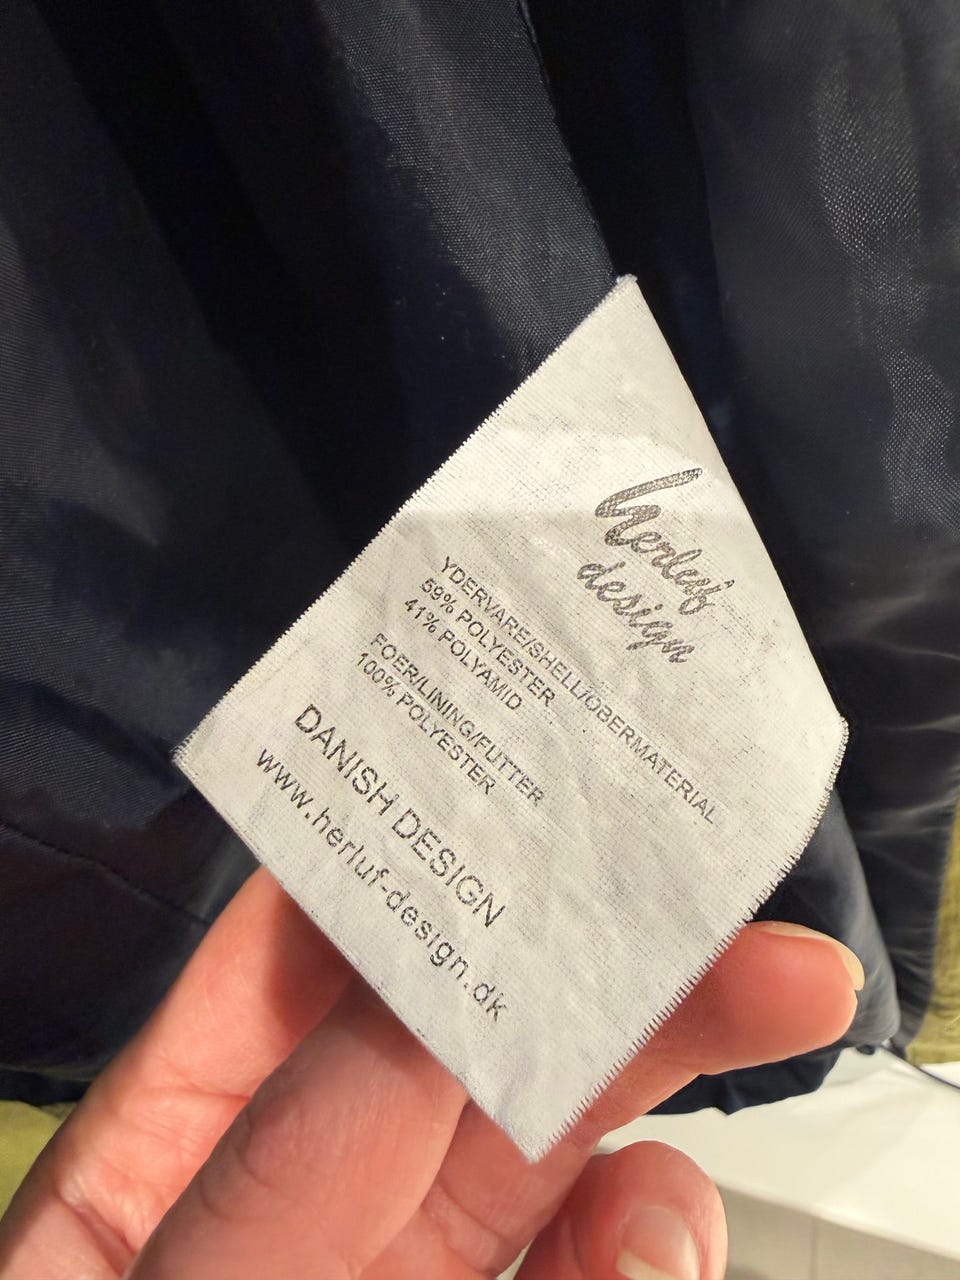 herluf
design
YDERVARE/SHELL/OBERMATERIAL
59% POLYESTER
41% POLYAMID
FOER/LINING/FUTTER
100% POLYESTER
DANISH DESIGN
www.herluf-design.dk